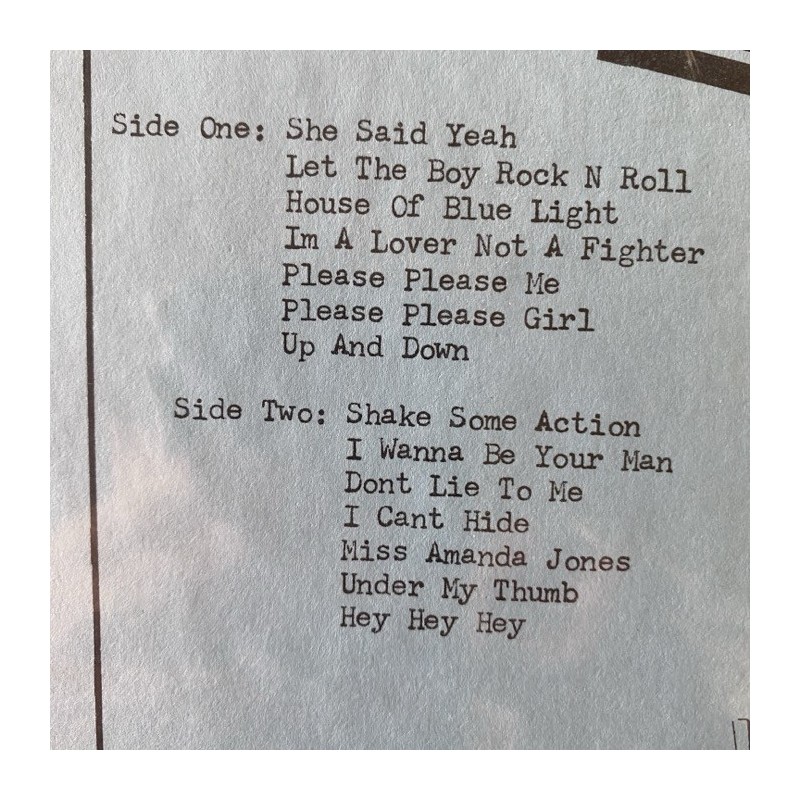 Side One: She Said Yeah
Let The Boy Rock N Roll
House Of Blue Light
Im A Lover Not A Fighter
Please Please Me
Please Please Girl
Up And Down
Side Two: Shake Some Action
I Wanna Be Your Man
Dont Lie To Me
I Cant Hide
Miss Amanda Jones
Under My Thumb
Hey Hey Hey